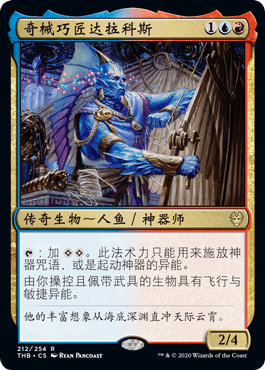 奇械巧匠达拉科斯 1
传奇生物～人鱼／神器师
：加。此法术力只能用来施放神
器咒语，或是起动神器的异能。
由你操控且佩带武具的生物具有飞行与
敏捷异能。
他的丰富想象从海底深渊直冲天际云霄。
2/4
212/254 R
THB • CS RYAN PANCOAST
™ & © 2020 Wizards of the Coast